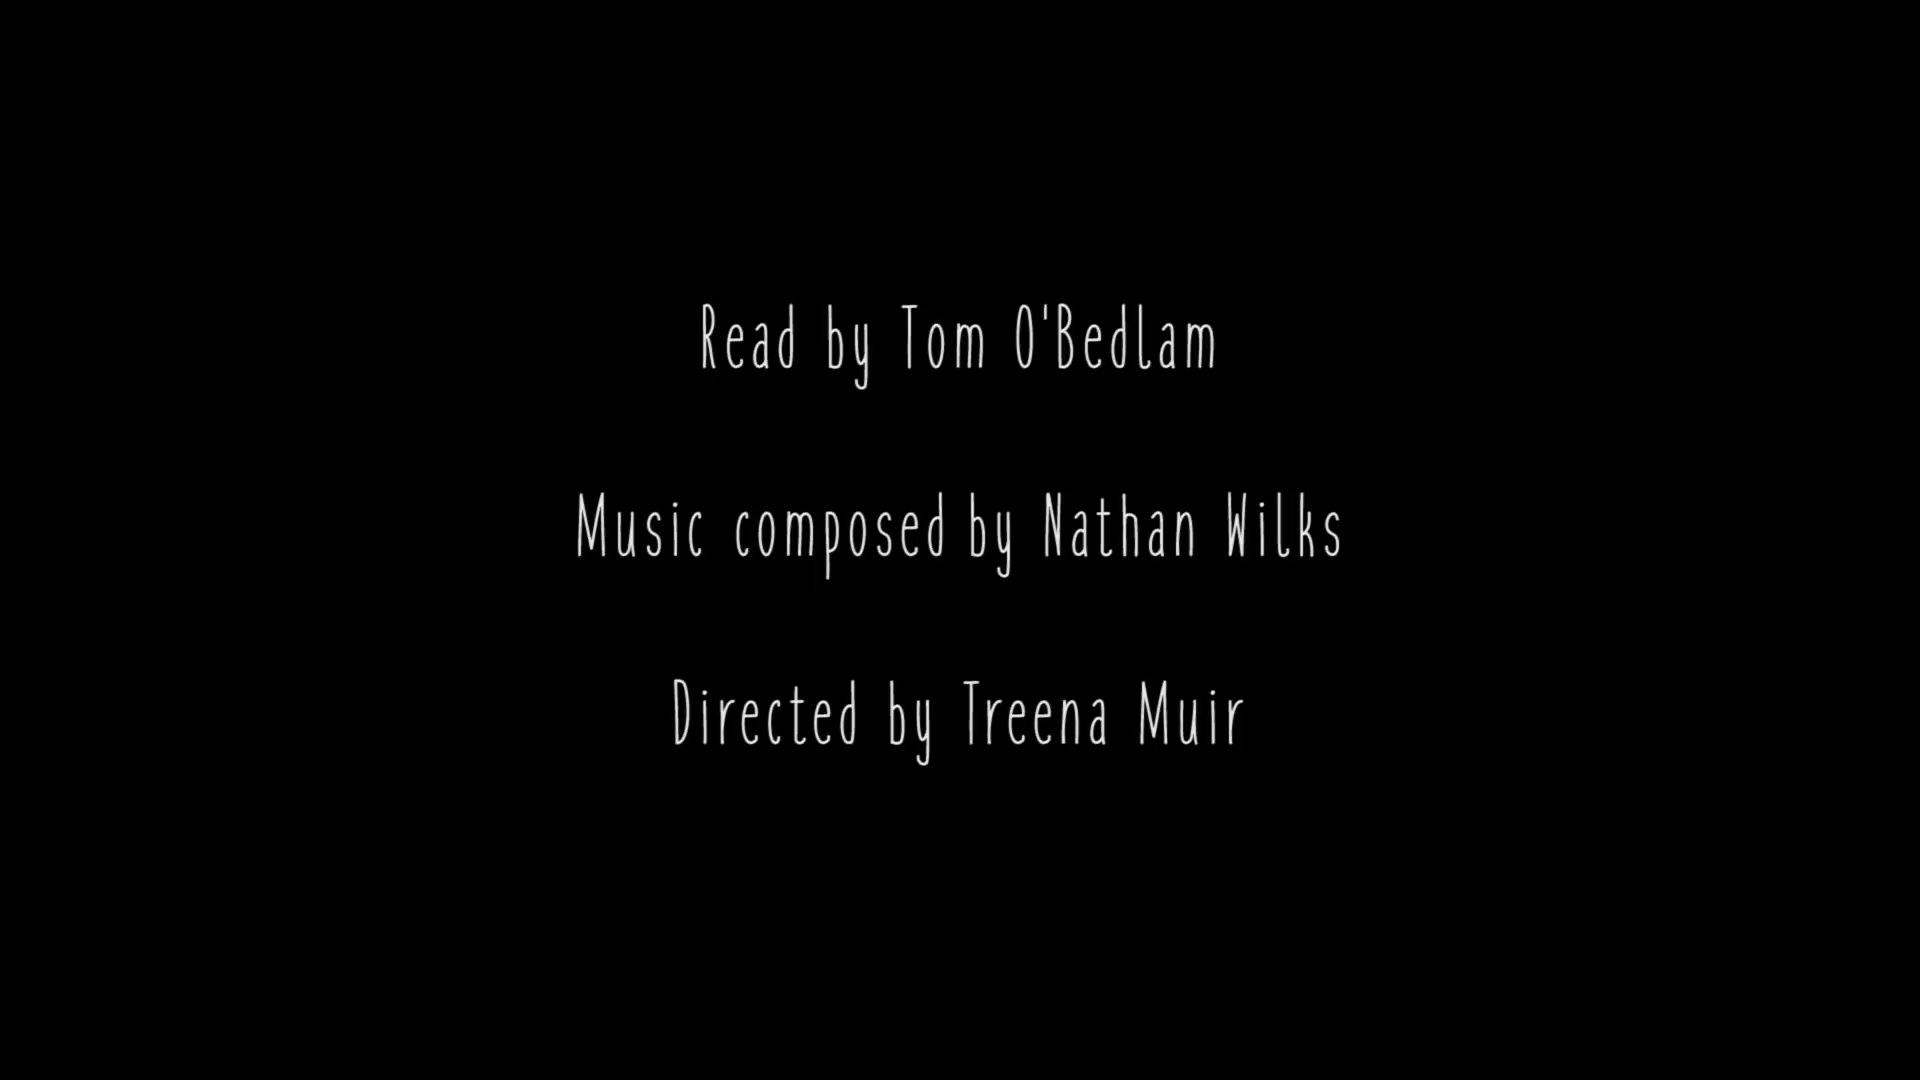 Read by Tom O'Bedlam
Music composed by Nathan Wilks
Directed by Treena Muir